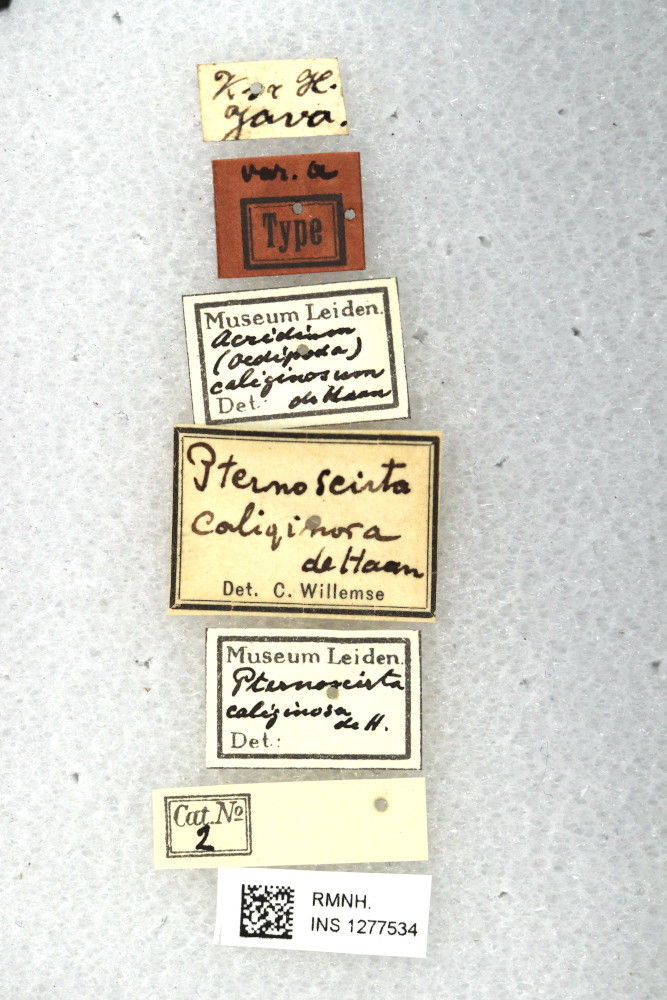 K. v. H.
Java.
var. a
Type
Museum Leiden.
Acridium
(Oedipoda)
caliginosum
Det.: de Haan
Pternoscirta
caliginosa
de Haan
Det. C. Willemse
Museum Leiden.
Pternoscirta
caliginosa
de H.
Det.:
Cat. No
2
RMNH.
INS 1277534